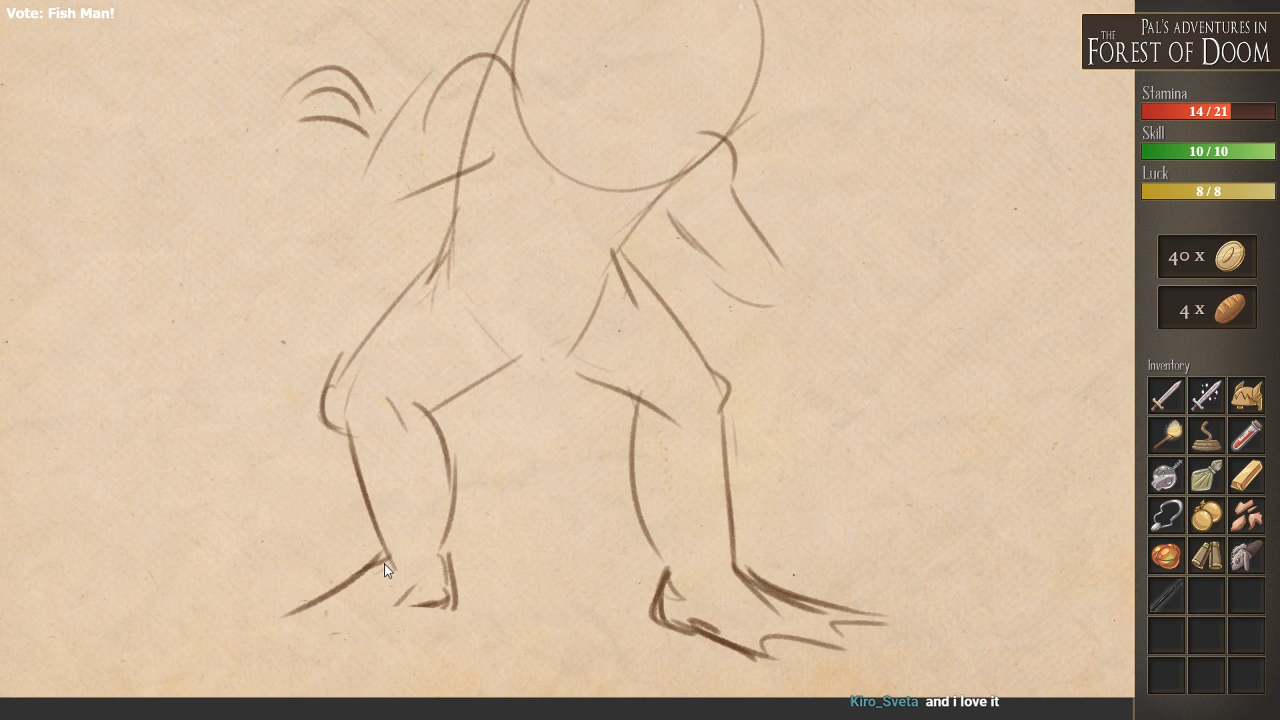 Vote: Fish Man!
PAL'S ADVENTURES IN
THE
FOREST OF DOOM
Stamina
14 / 21
Skill
10 / 10
Luck
8 / 8
40 x
4 x
Inventory
Kiro_Sveta and i love it